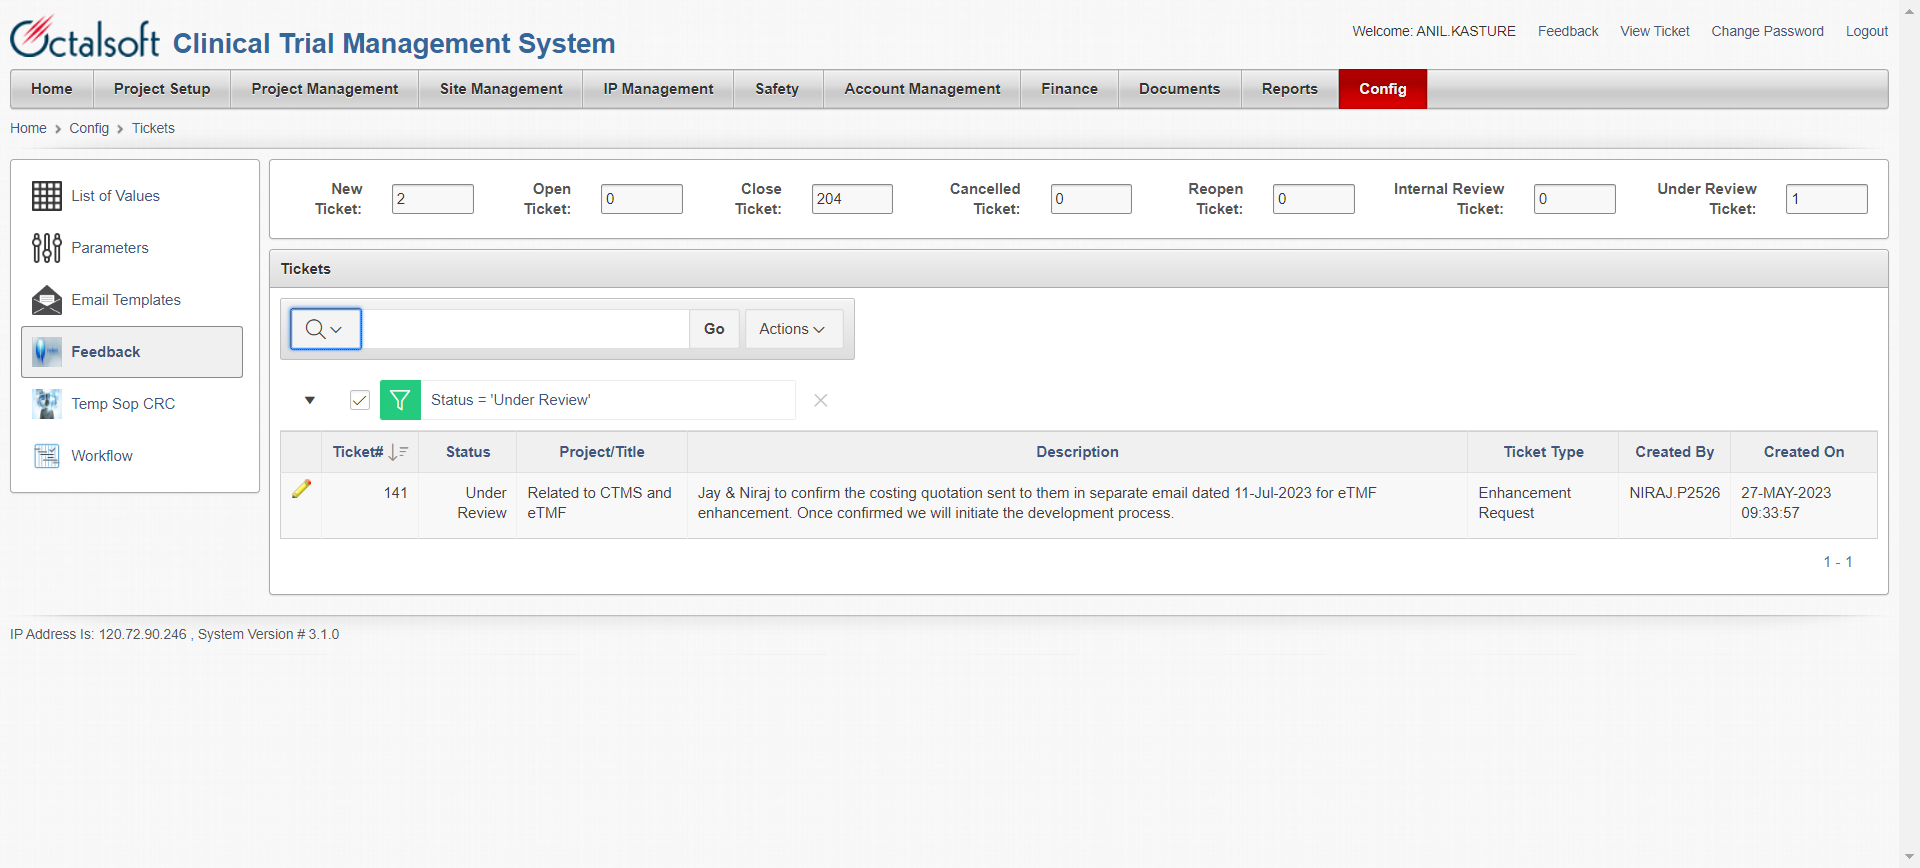 Octalsoft Clinical Trial Management System
Welcome: ANIL.KASTURE Feedback View Ticket Change Password Logout
Home Project Setup Project Management Site Management IP Management Safety Account Management Finance Documents Reports Config
Home > Config > Tickets
List of Values
Parameters
Email Templates
Feedback
Temp Sop CRC
Workflow
New Ticket: 2
Open Ticket: 0
Close Ticket: 204
Cancelled Ticket: 0
Reopen Ticket: 0
Internal Review Ticket: 0
Under Review Ticket: 1
Tickets
Go Actions
Status = 'Under Review'
Ticket# Status Project/Title Description Ticket Type Created By Created On
141 Under Related to CTMS and Jay & Niraj to confirm the costing quotation sent to them in separate email dated 11-Jul-2023 for eTMF Enhancement NIRAJ.P2526 27-MAY-2023
Review eTMF enhancement. Once confirmed we will initiate the development process. Request 09:33:57
1 - 1
IP Address Is: 120.72.90.246 , System Version # 3.1.0